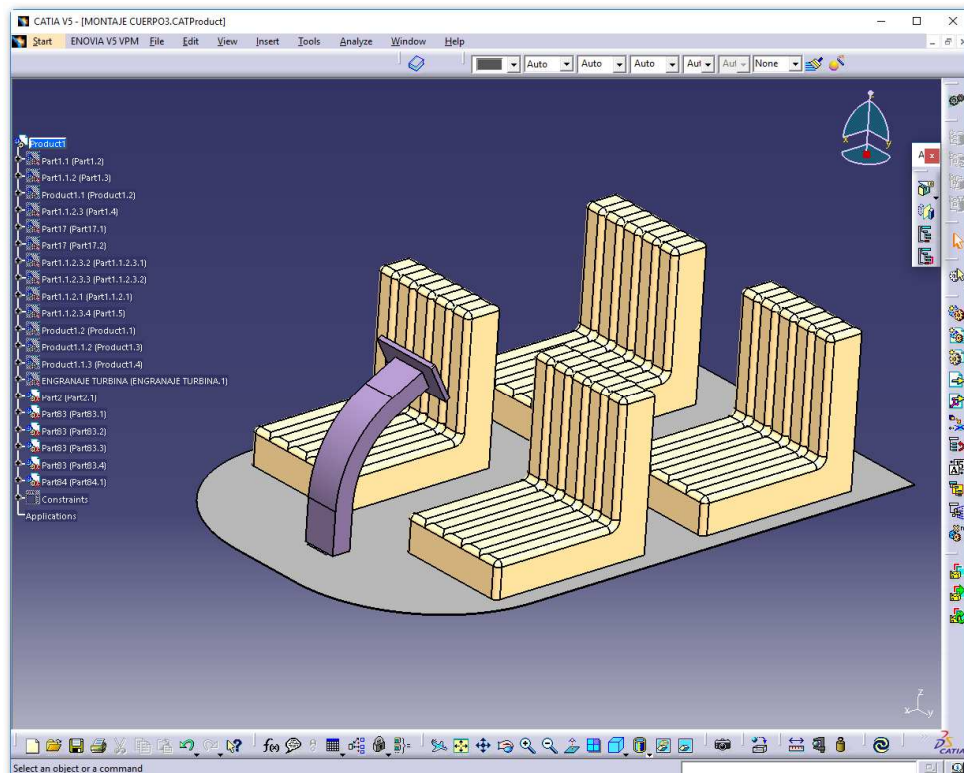 CATIA V5 - [MONTAJE CUERPO3.CATProduct]
Start ENOVIA V5 VPM File Edit View Insert Tools Analyze Window Help
Auto Auto Auto Aut Aut None
Product1
Part1.1 (Part1.2)
Part1.1.2 (Part1.3)
Product1.1 (Product1.2)
Part1.1.2.3 (Part1.4)
Part17 (Part17.1)
Part17 (Part17.2)
Part1.1.2.3.2 (Part1.1.2.3.1)
Part1.1.2.3.3 (Part1.1.2.3.2)
Part1.1.2.1 (Part1.1.2.1)
Part1.1.2.3.4 (Part1.5)
Product1.2 (Product1.1)
Product1.1.2 (Product1.3)
Product1.1.3 (Product1.4)
ENGRANAJE TURBINA (ENGRANAJE TURBINA.1)
Part2 (Part2.1)
Part83 (Part83.1)
Part83 (Part83.2)
Part83 (Part83.3)
Part83 (Part83.4)
Part84 (Part84.1)
Constraints
Applications
z
x y
A... x
z
x y
f(x)
CATIA
Select an object or a command